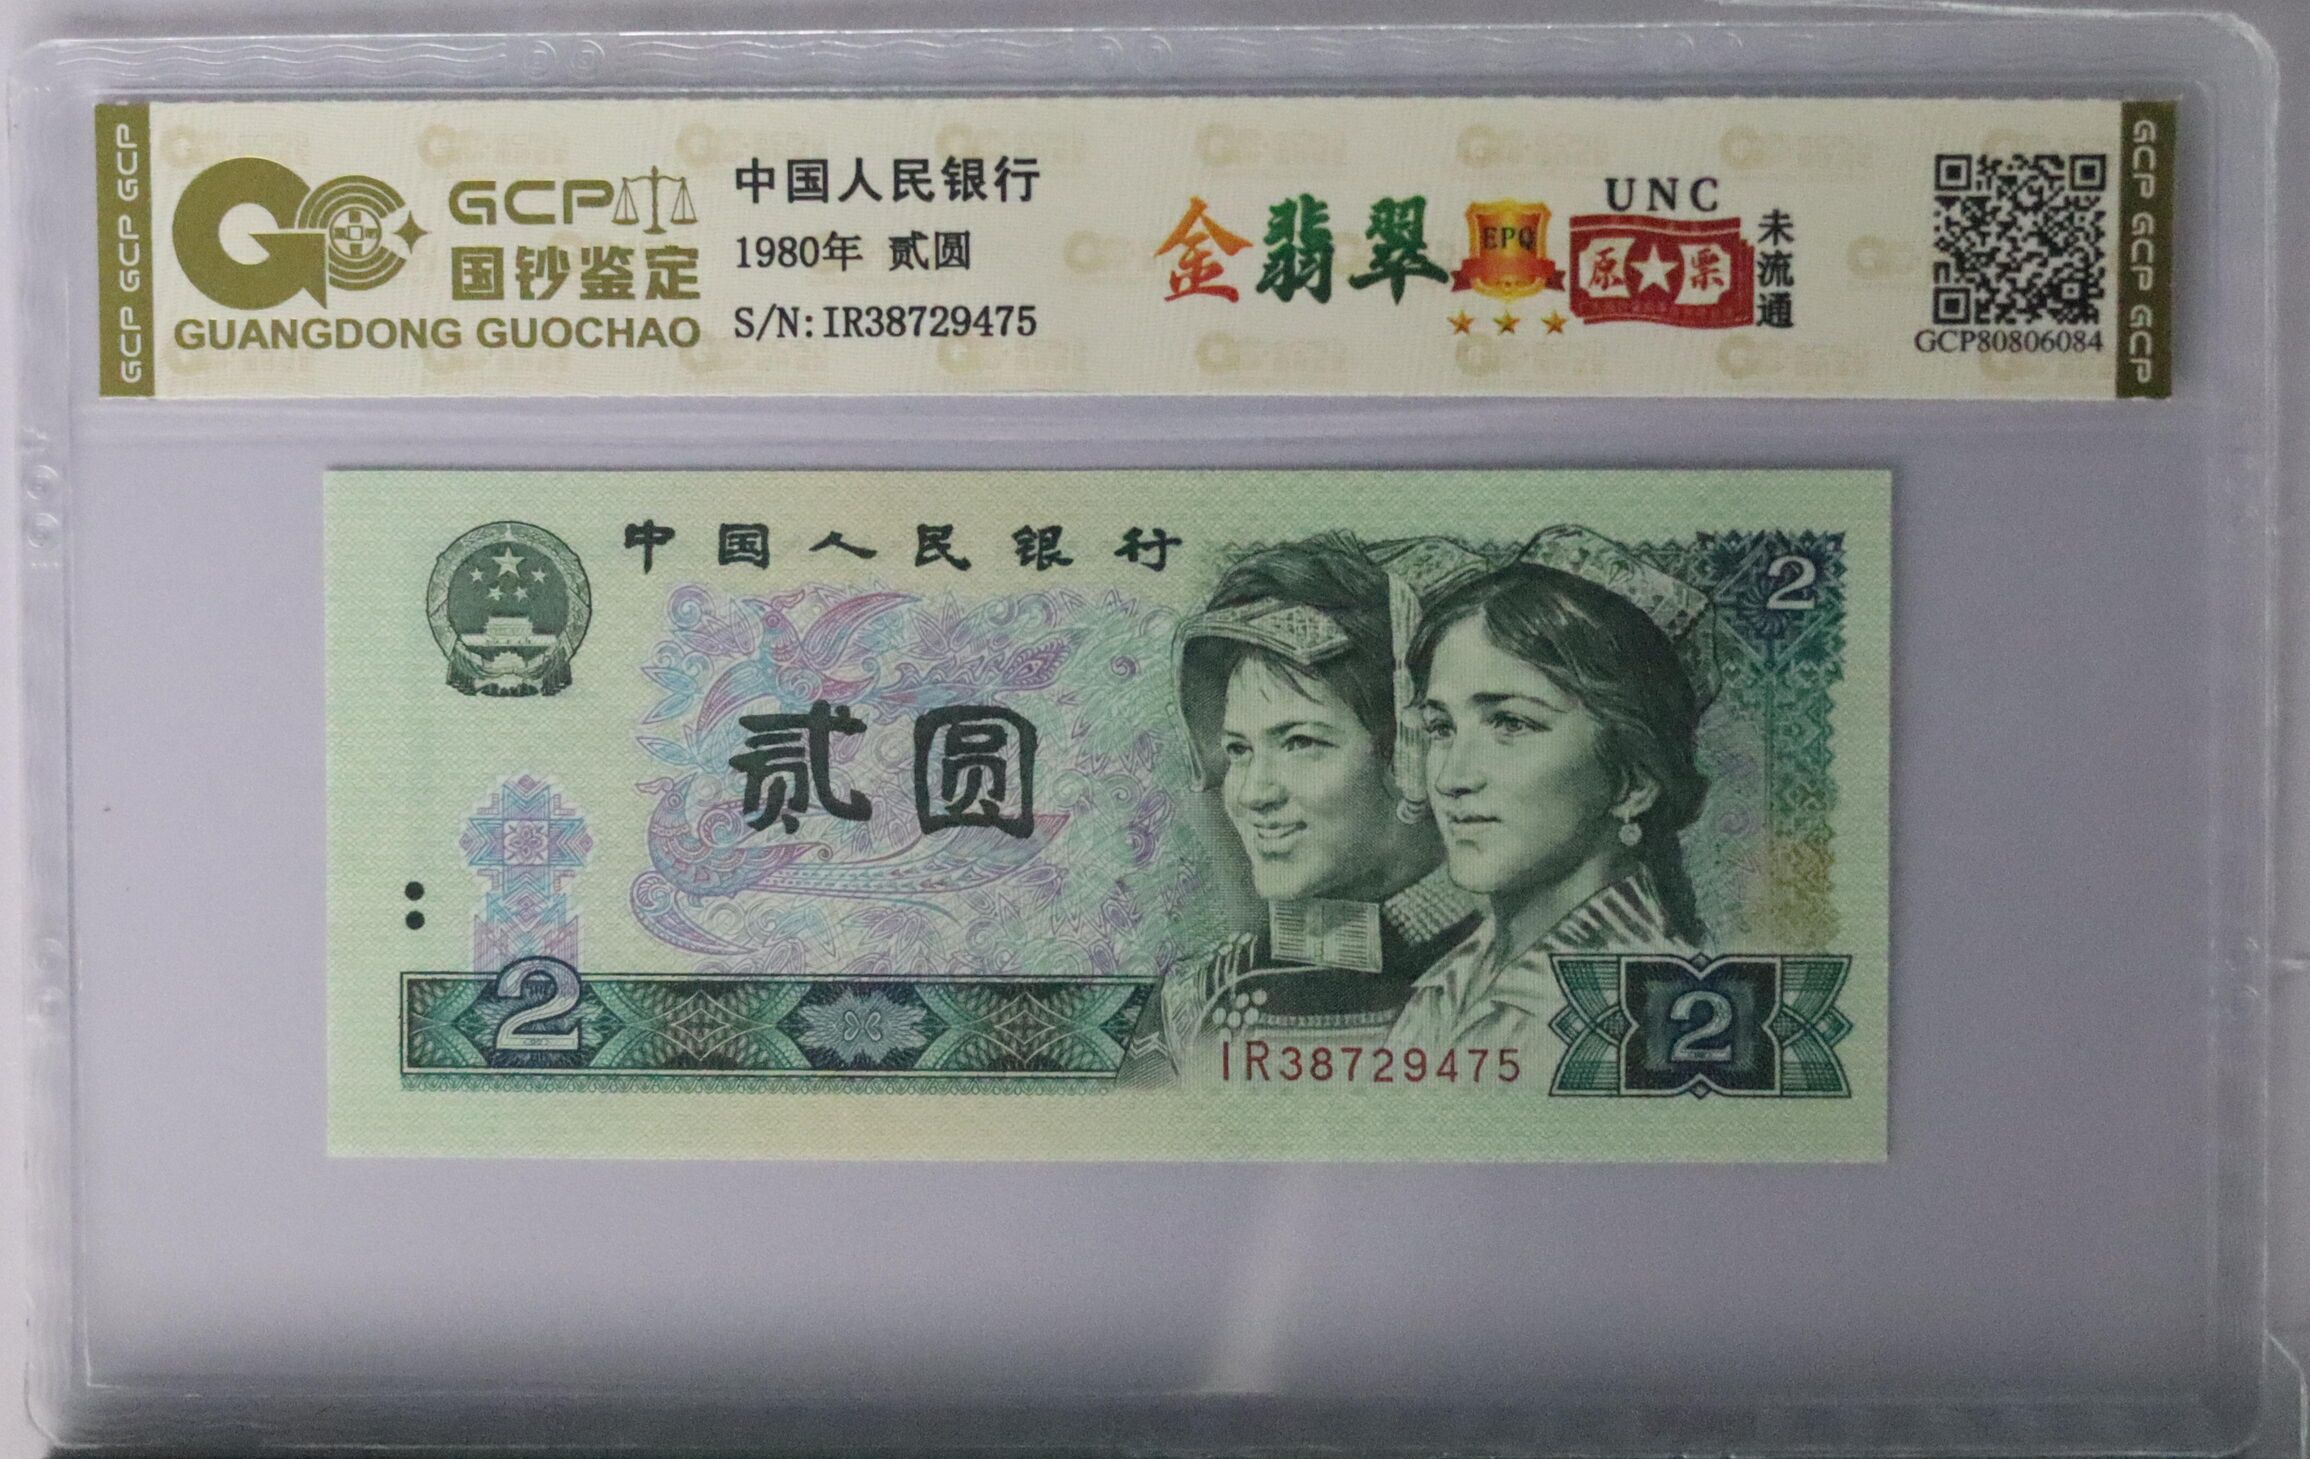 GCP GCP GCP
GCP
国钞鉴定
GUANGDONG GUOCHAO
中国人民银行
1980年 贰圆
S/N:IR38729475
金翡翠
EPQ
UNC
原★票
未流通
GCP80806084
GCP GCP GCP
中国人民银行
2
贰圆
2
IR38729475
2